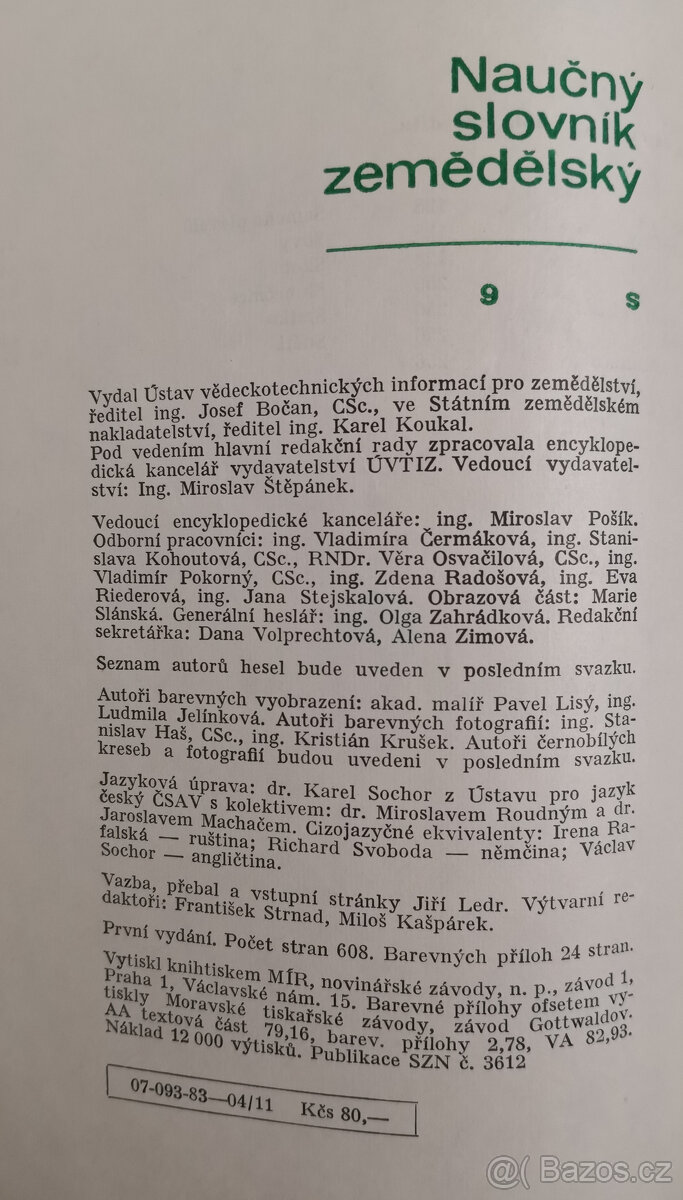 Naučný
slovník
zemědělský
9 s
Vydal Ústav vědeckotechnických informací pro zemědělství,
ředitel ing. Josef Bočan, CSc., ve Státním zemědělském
nakladatelství, ředitel ing. Karel Koukal.
Pod vedením hlavní redakční rady zpracovala encyklope-
dická kancelář vydavatelství ÚVTIZ. Vedoucí vydavatel-
ství: Ing. Miroslav Štěpánek.
Vedoucí encyklopedické kanceláře: ing. Miroslav Pošík.
Odborní pracovníci: ing. Vladimíra Čermáková, ing. Stani-
slava Kohoutová, CSc., RNDr. Věra Osvačilová, CSc., ing.
Vladimír Pokorný, CSc., ing. Zdena Radošová, ing. Eva
Riederová, ing. Jana Stejskalová. Obrazová část: Marie
Slánská. Generální heslář: ing. Olga Zahrádková. Redakční
sekretářka: Dana Volprechtová, Alena Zimová.
Seznam autorů hesel bude uveden v posledním svazku.
Autoři barevných vyobrazení: akad. malíř Pavel Lisý, ing.
Ludmila Jelínková. Autoři barevných fotografií: ing. Sta-
nislav Haš, CSc., ing. Kristián Krušek. Autoři černobílých
kreseb a fotografií budou uvedeni v posledním svazku.
Jazyková úprava: dr. Karel Sochor z Ústavu pro jazyk
český ČSAV s kolektivem: dr. Miroslavem Roudným a dr.
Jaroslavem Machačem. Cizojazyčné ekvivalenty: Irena Ra-
falská — ruština; Richard Svoboda — němčina; Václav
Sochor — angličtina.
Vazba, přebal a vstupní stránky Jiří Ledr. Výtvarní re-
daktoři: František Strnad, Miloš Kašpárek.
První vydání. Počet stran 608. Barevných příloh 24 stran.
Vytiskl knihtiskem MÍR, novinářské závody, n. p., závod 1,
Praha 1, Václavské nám. 15. Barevné přílohy ofsetem vy-
tiskly Moravské tiskařské závody, závod Gottwaldov.
AA textová část 79,16, barev. přílohy 2,78, VA 82,93.
Náklad 12 000 výtisků. Publikace SZN č. 3612
07-093-83—04/11 Kčs 80,—
@( Bazoš.cz